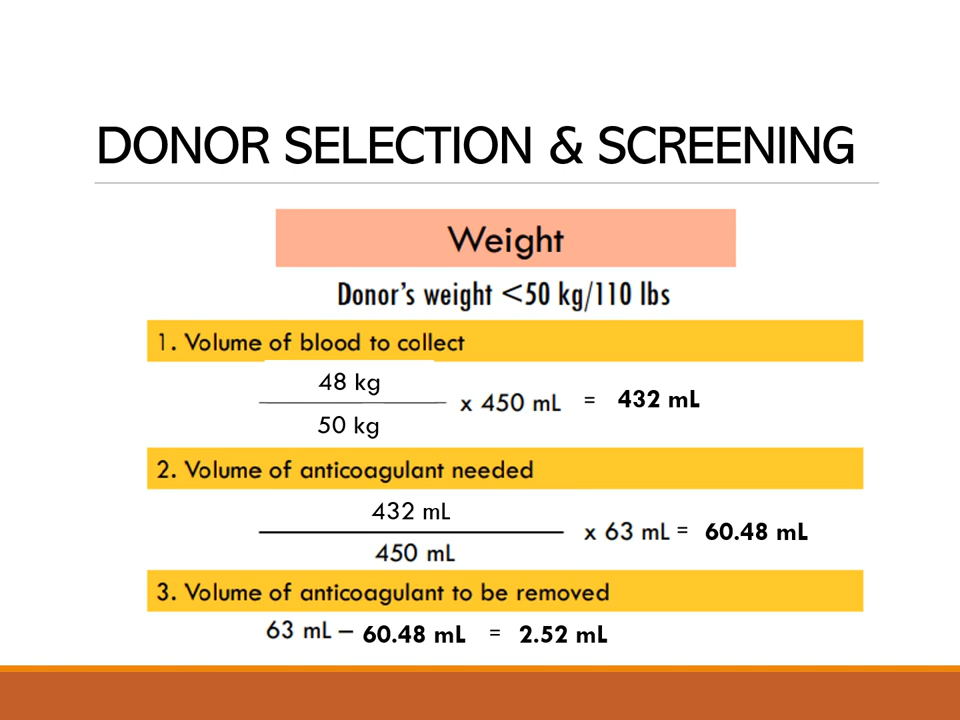 DONOR SELECTION & SCREENING
Weight
Donor's weight <50 kg/110 lbs
1. Volume of blood to collect
48 kg
50 kg
x 450 mL = 432 mL
2. Volume of anticoagulant needed
432 mL
450 mL
x 63 mL = 60.48 mL
3. Volume of anticoagulant to be removed
63 mL – 60.48 mL = 2.52 mL